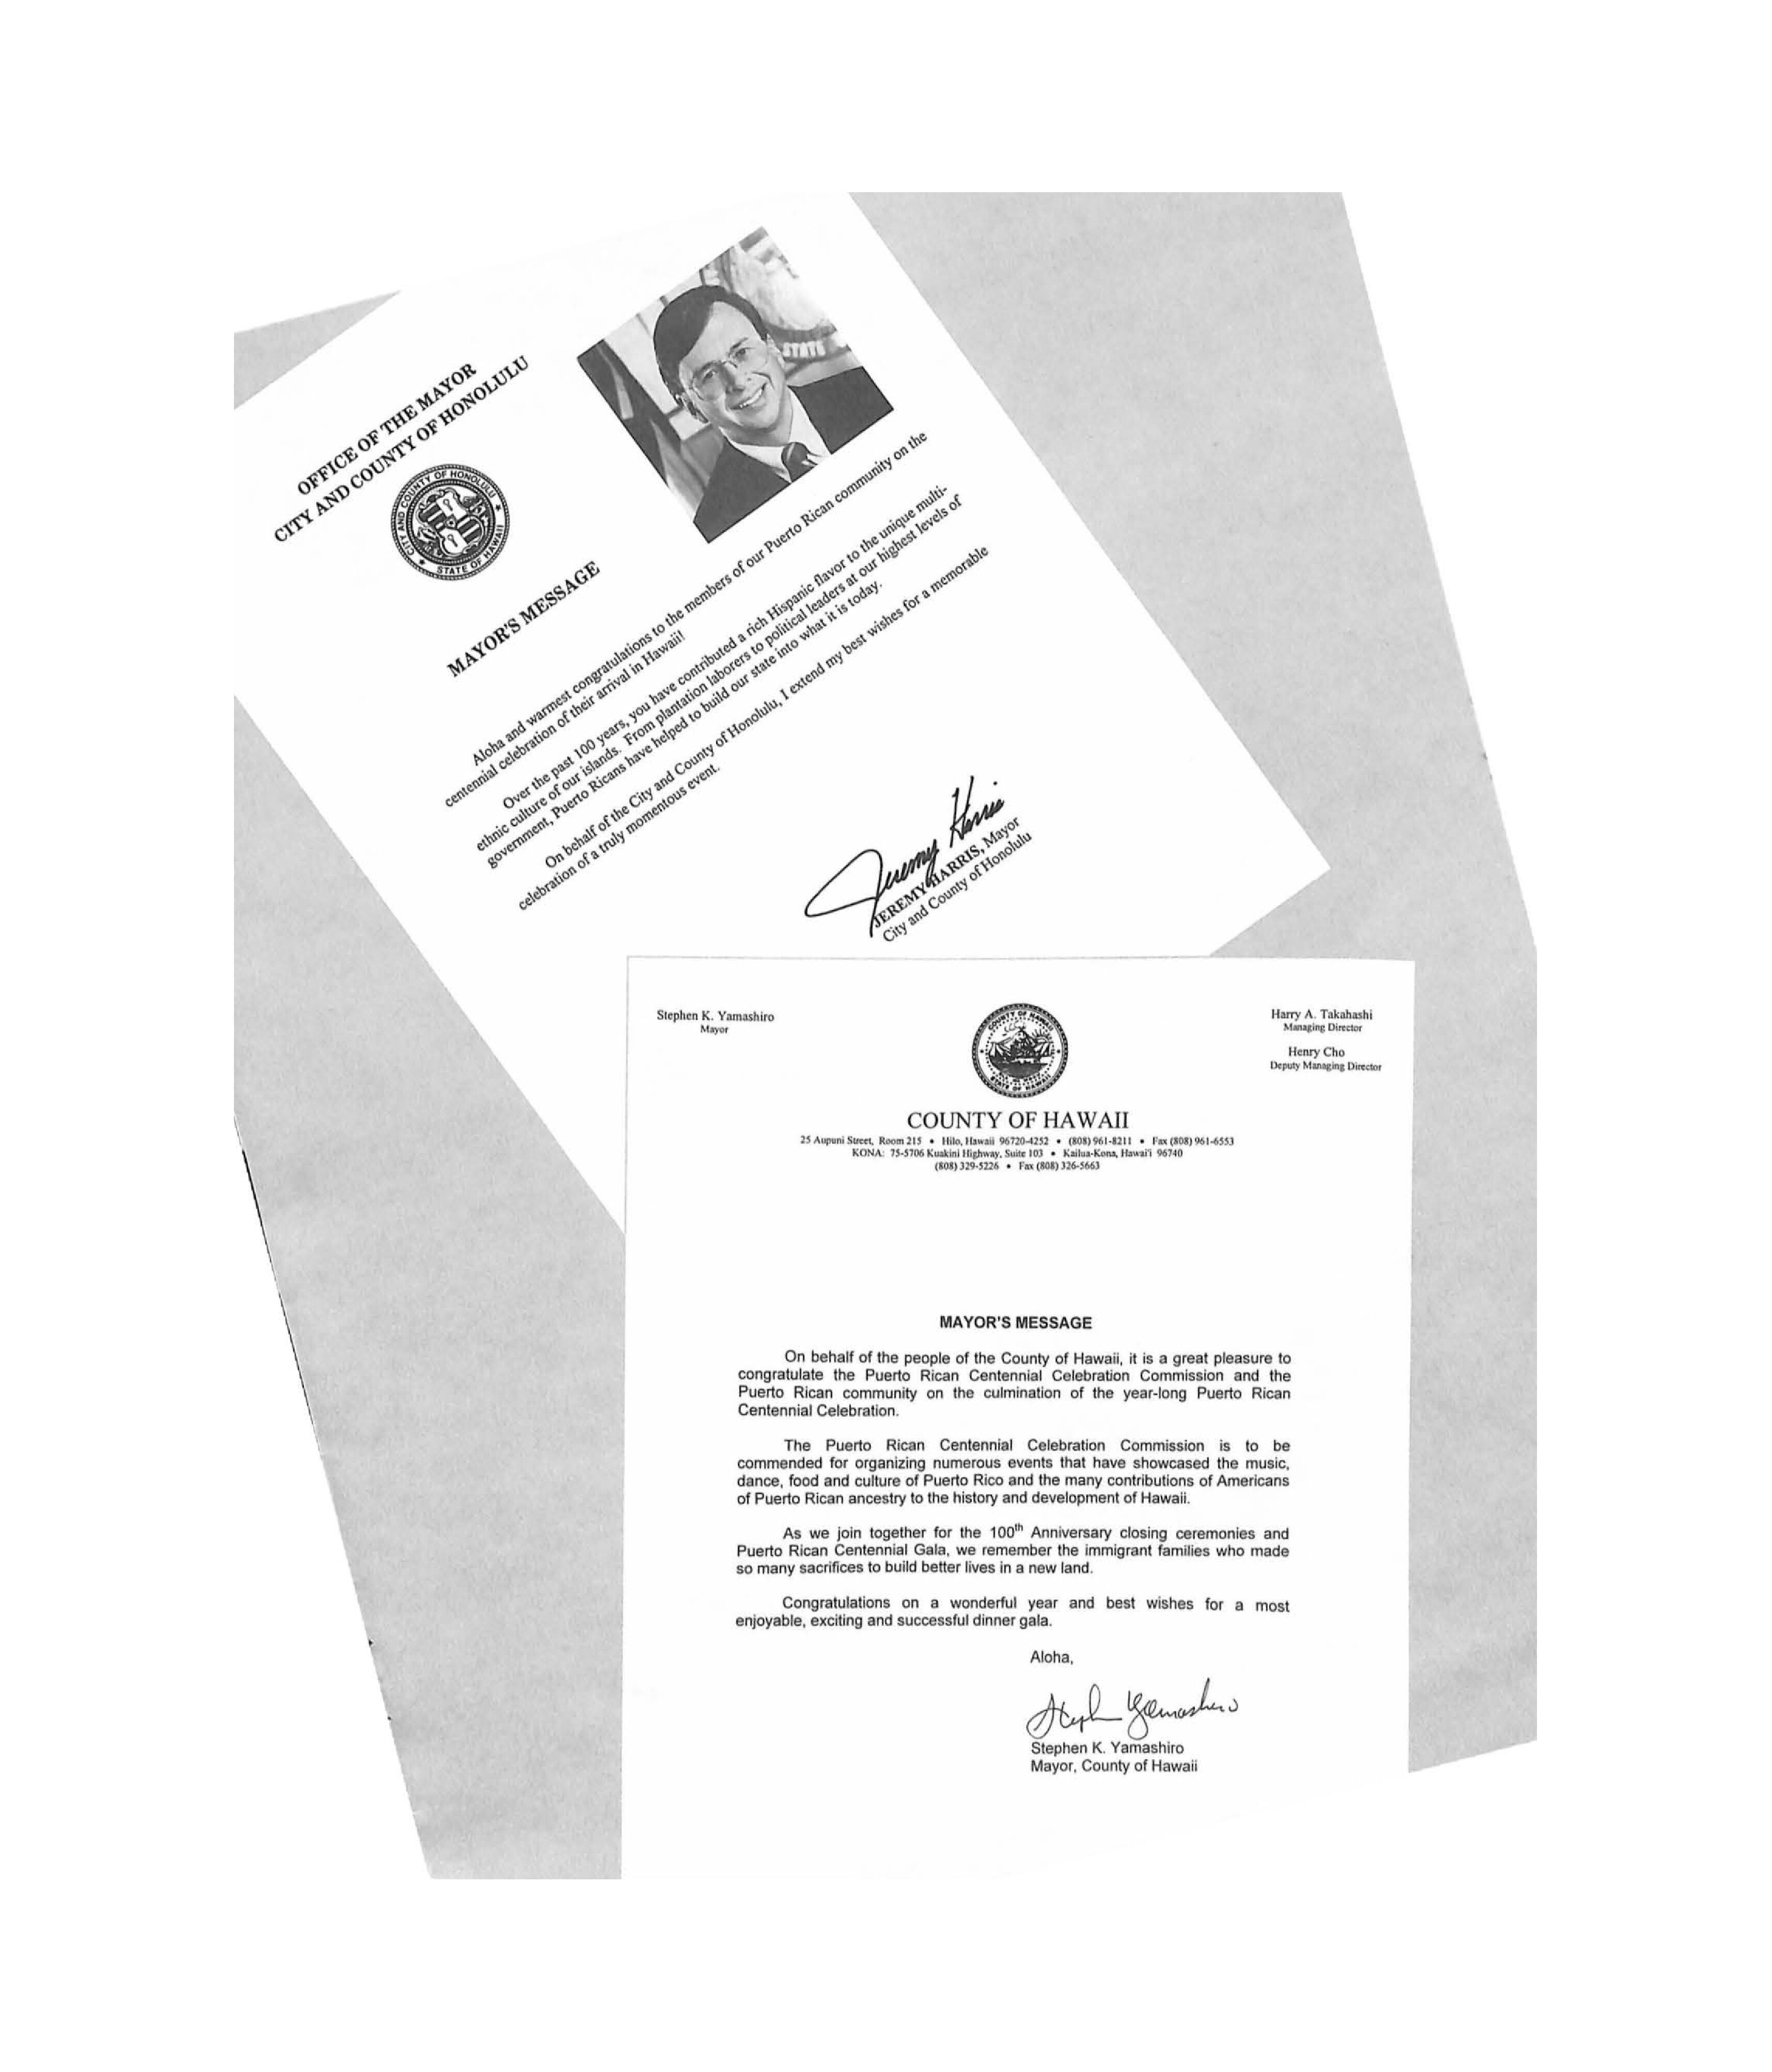 OFFICE OF THE MAYOR
CITY AND COUNTY OF HONOLULU
CITY AND COUNTY OF HONOLULU
STATE OF HAWAII
STATE
MAYOR'S MESSAGE
Aloha and warmest congratulations to the members of our Puerto Rican community on the
centennial celebration of their arrival in Hawaii!
Over the past 100 years, you have contributed a rich Hispanic flavor to the unique multi-
ethnic culture of our islands. From plantation laborers to political leaders at our highest levels of
government, Puerto Ricans have helped to build our state into what it is today.
On behalf of the City and County of Honolulu, I extend my best wishes for a memorable
celebration of a truly momentous event.
Jeremy Harris
JEREMY HARRIS, Mayor
City and County of Honolulu
Stephen K. Yamashiro
Mayor
COUNTY OF HAWAII
STATE OF HAWAII
Harry A. Takahashi
Managing Director
Henry Cho
Deputy Managing Director
COUNTY OF HAWAII
25 Aupuni Street, Room 215 • Hilo, Hawaii 96720-4252 • (808) 961-8211 • Fax (808) 961-6553
KONA: 75-5706 Kuakini Highway, Suite 103 • Kailua-Kona, Hawai'i 96740
(808) 329-5226 • Fax (808) 326-5663
MAYOR'S MESSAGE
On behalf of the people of the County of Hawaii, it is a great pleasure to
congratulate the Puerto Rican Centennial Celebration Commission and the
Puerto Rican community on the culmination of the year-long Puerto Rican
Centennial Celebration.
The Puerto Rican Centennial Celebration Commission is to be
commended for organizing numerous events that have showcased the music,
dance, food and culture of Puerto Rico and the many contributions of Americans
of Puerto Rican ancestry to the history and development of Hawaii.
As we join together for the 100th Anniversary closing ceremonies and
Puerto Rican Centennial Gala, we remember the immigrant families who made
so many sacrifices to build better lives in a new land.
Congratulations on a wonderful year and best wishes for a most
enjoyable, exciting and successful dinner gala.
Aloha,
Stephen Yamashiro
Stephen K. Yamashiro
Mayor, County of Hawaii